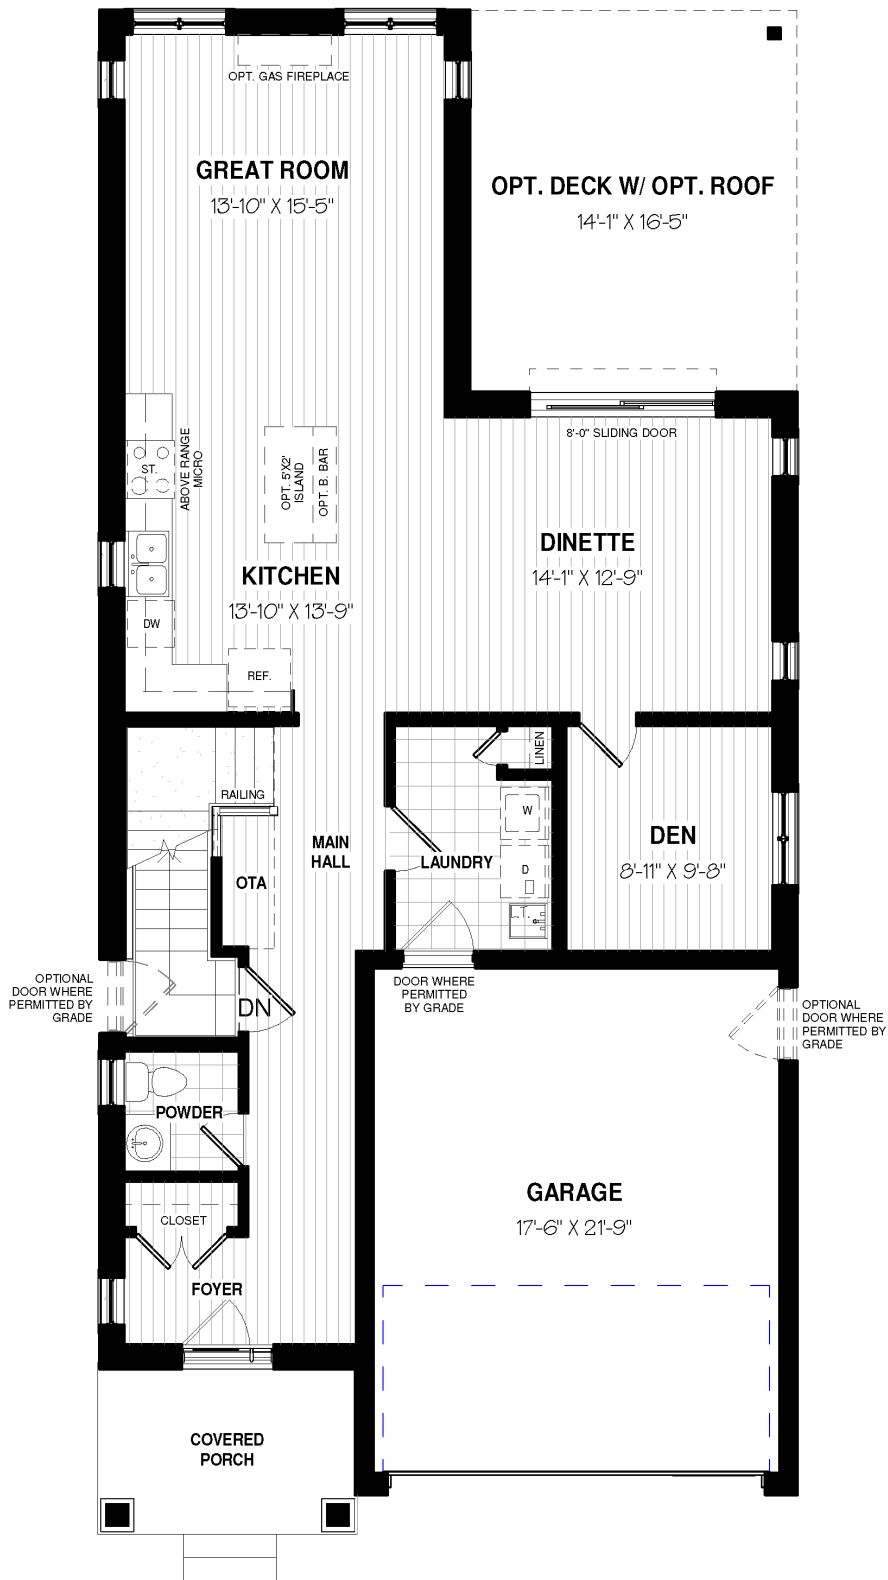 OPT. GAS FIREPLACE
GREAT ROOM
13'-10" X 15'-5"
OPT. DECK W/ OPT. ROOF
14'-1" X 16'-5"
8'-0" SLIDING DOOR
ST.
ABOVE RANGE
MICRO
OPT. 5'X2'
ISLAND
OPT. B. BAR
DINETTE
14'-1" X 12'-9"
KITCHEN
13'-10" X 13'-9"
DW
REF.
LINEN
RAILING
W
MAIN
HALL
LAUNDRY
D
DEN
8'-11" X 9'-8"
OTA
L.T.
OPTIONAL
DOOR WHERE
PERMITTED BY
GRADE
DN
DOOR WHERE
PERMITTED
BY GRADE
OPTIONAL
DOOR WHERE
PERMITTED BY
GRADE
POWDER
GARAGE
17'-6" X 21'-9"
CLOSET
FOYER
COVERED
PORCH